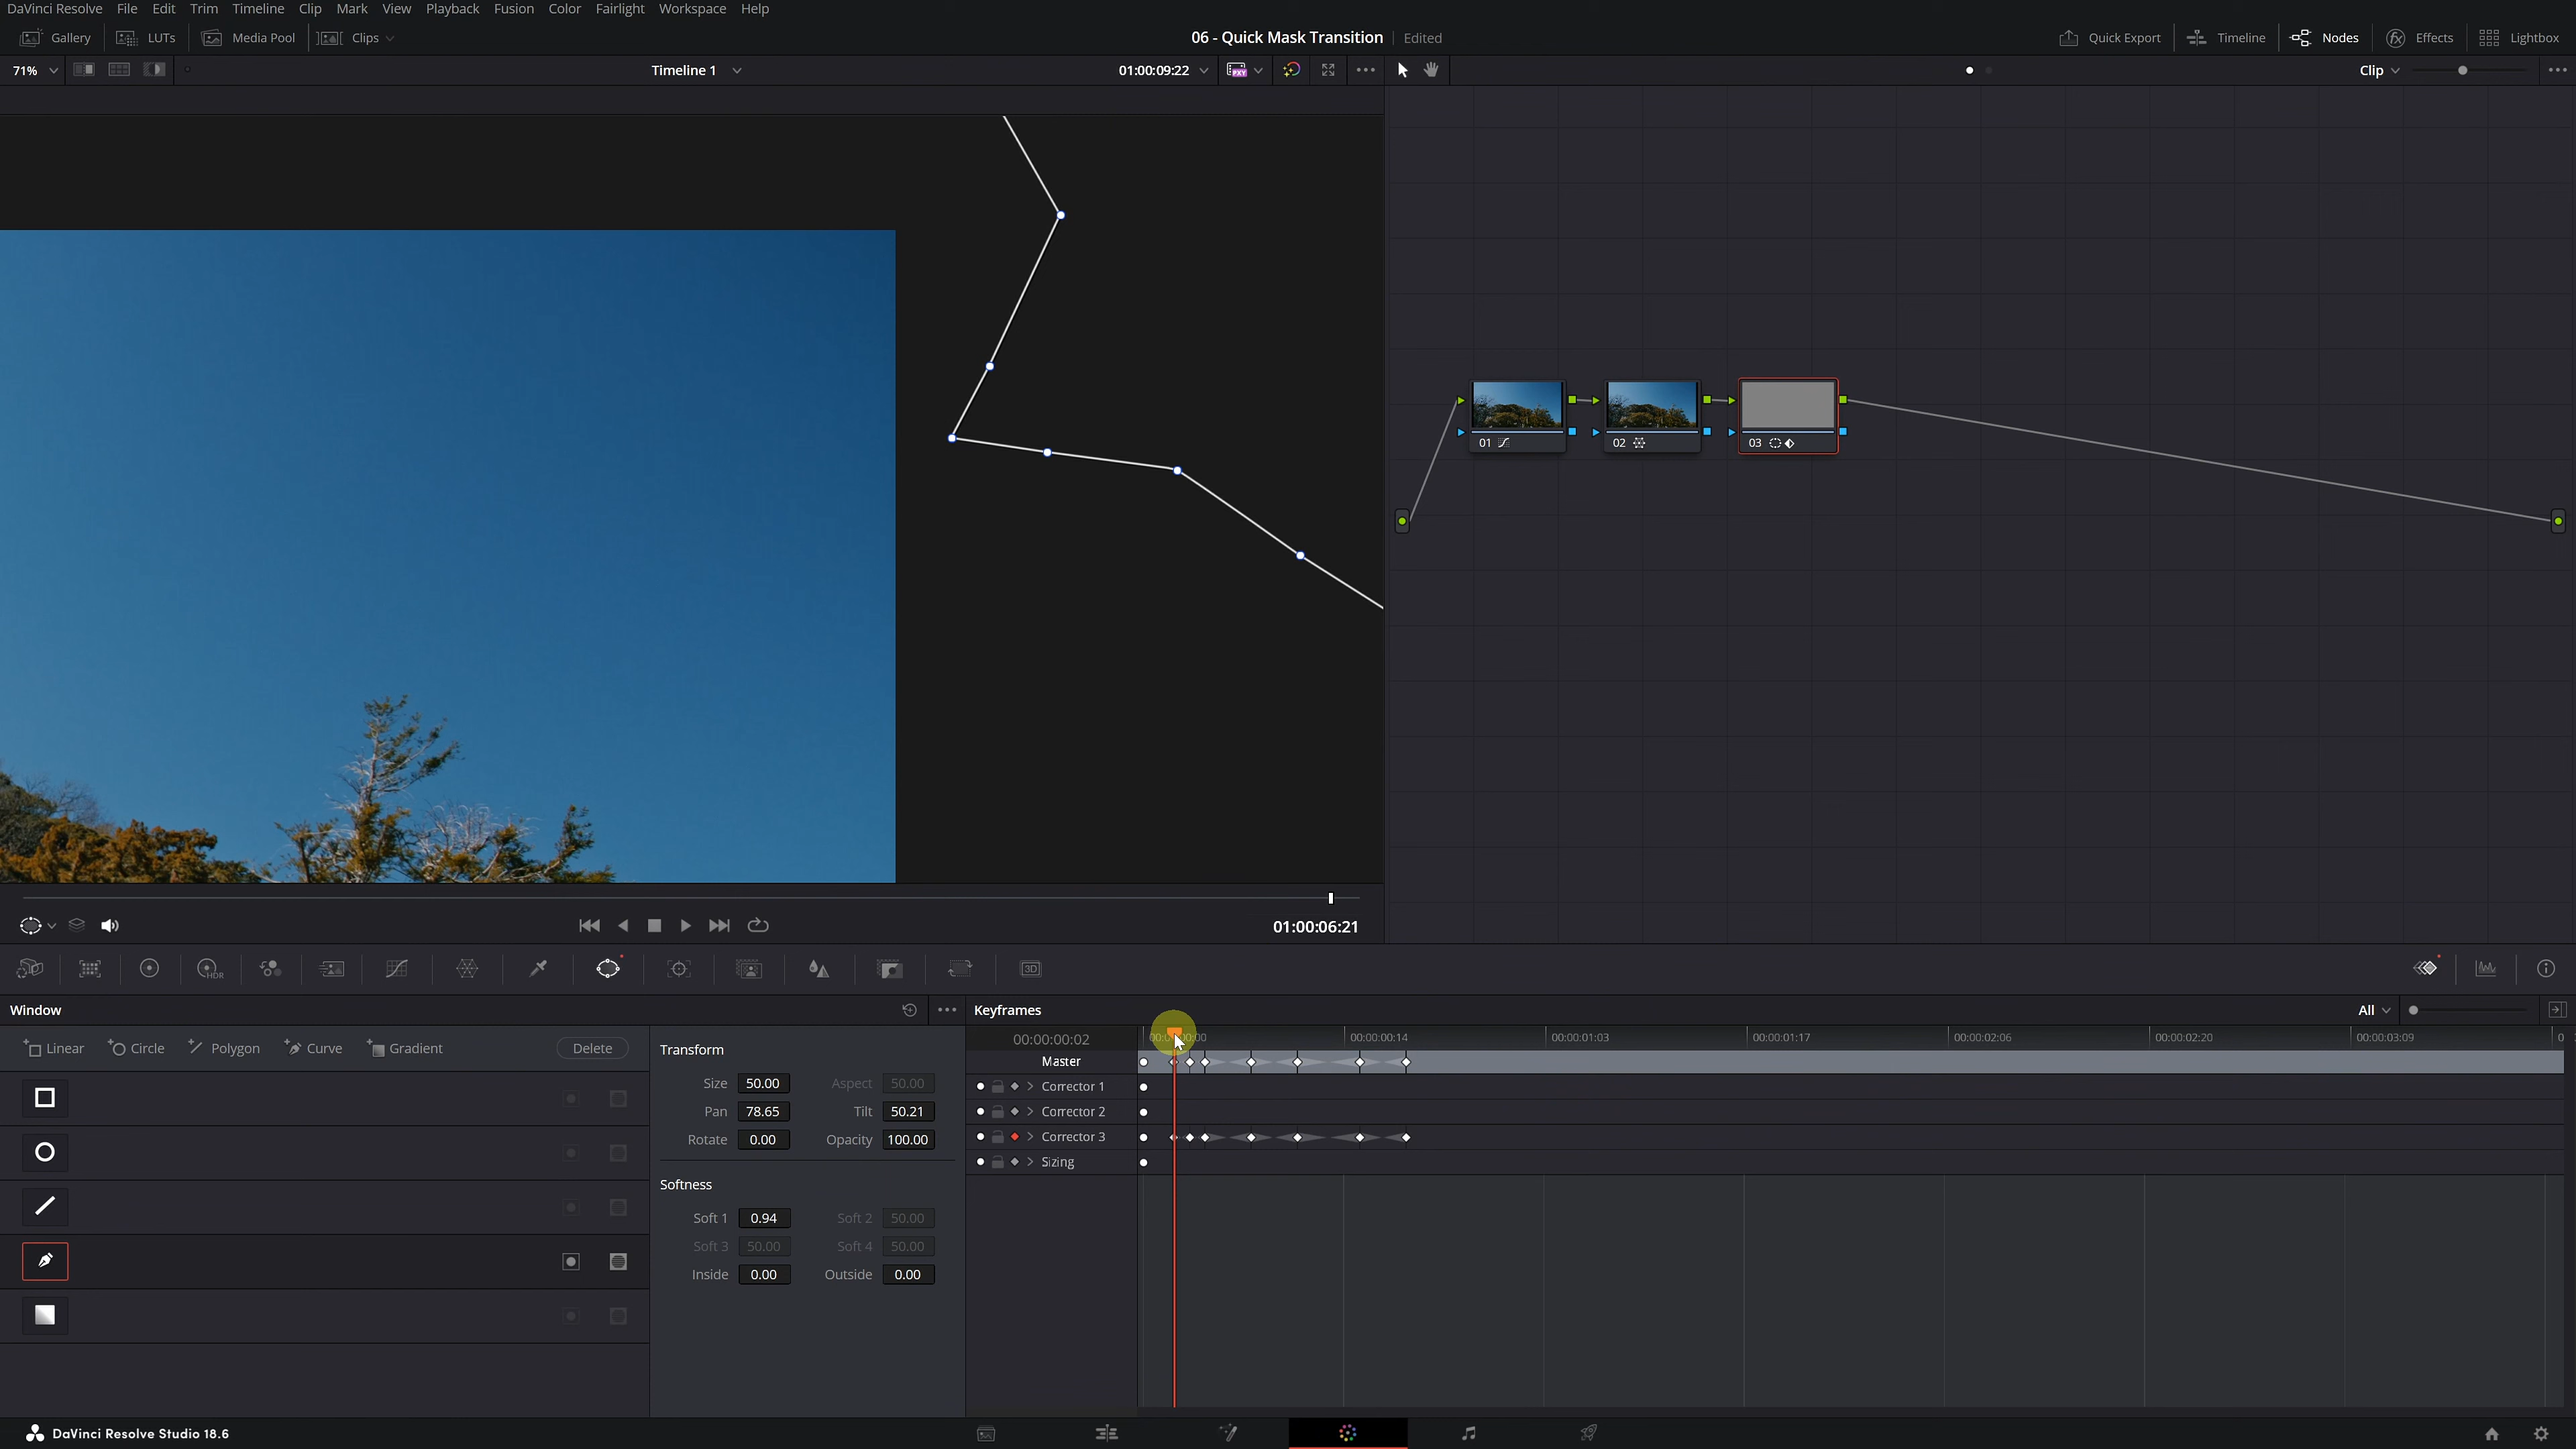 DaVinci Resolve File Edit Trim Timeline Clip Mark View Playback Fusion Color Fairlight Workspace Help
Gallery LUTs Media Pool Clips 06 - Quick Mask Transition Edited Quick Export Timeline Nodes Effects Lightbox
71% Timeline 1 01:00:09:22 PXY Clip
01 02 03
01:00:06:21
HDR 3D
Window Keyframes All
Linear Circle Polygon Curve Gradient Delete
Transform
Size 50.00 Aspect 50.00
Pan 78.65 Tilt 50.21
Rotate 0.00 Opacity 100.00
Softness
Soft 1 0.94 Soft 2 50.00
Soft 3 50.00 Soft 4 50.00
Inside 0.00 Outside 0.00
00:00:00:02 00:00:00:14 00:00:01:03 00:00:01:17 00:00:02:06 00:00:02:20 00:00:03:09
Master
Corrector 1
Corrector 2
Corrector 3
Sizing
DaVinci Resolve Studio 18.6